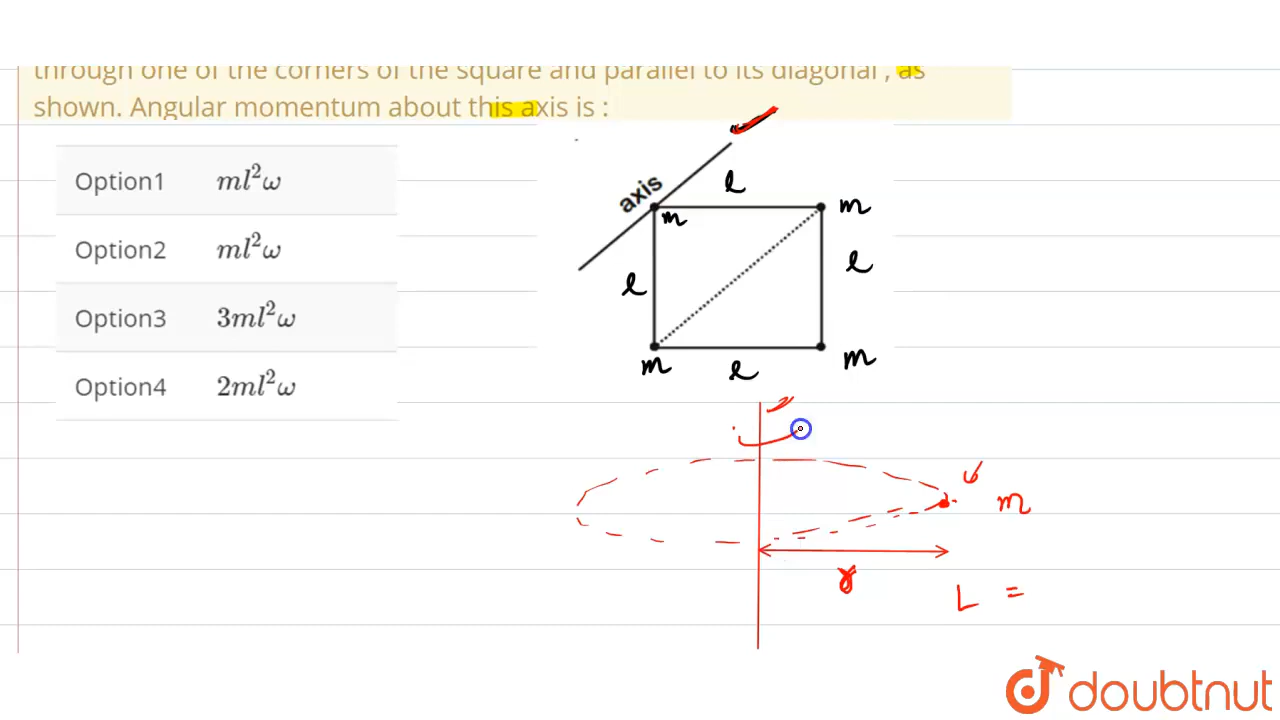 through one of the corners of the square and parallel to its diagonal , as
shown. Angular momentum about this axis is :
Option1 ml²ω
Option2 ml²ω
Option3 3ml²ω
Option4 2ml²ω
axis
l
m
m
l
l
m
l
m
m
r
L =
doubtnut